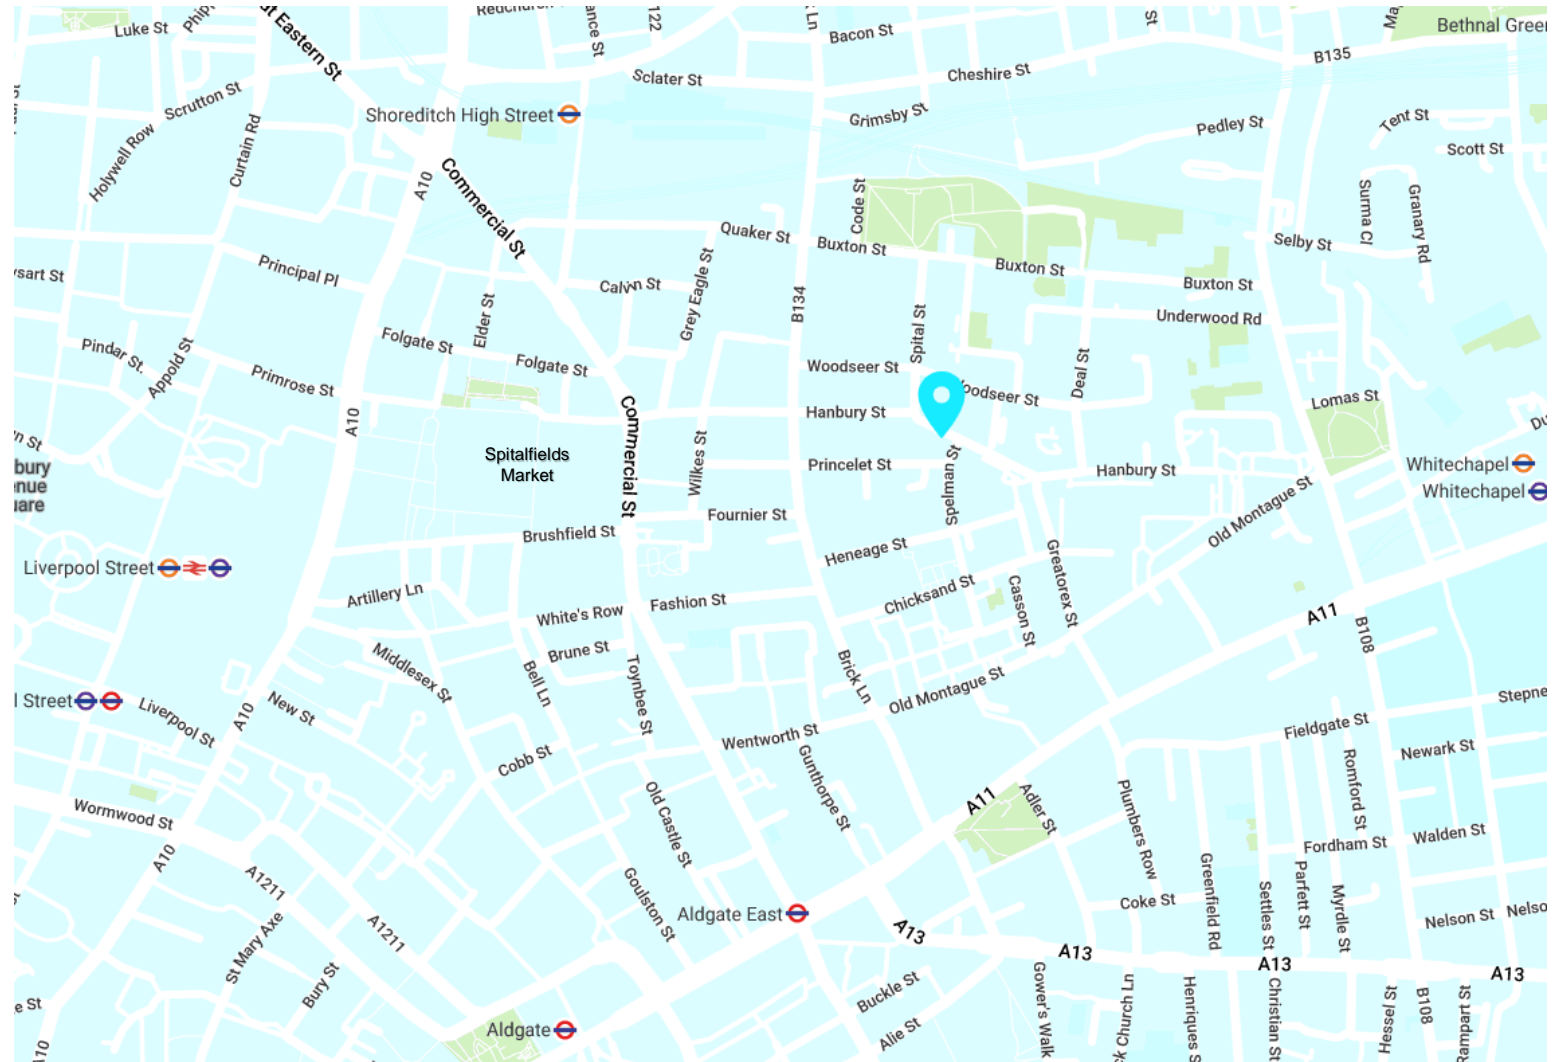 Luke St
Redchurch
Bacon St
Bethnal Gree
B135
Sclater St
Cheshire St
Shoreditch High Street
Scrutton St
Grimsby St
Tent St
Pedley St
Scott St
Holywell Row
Curtain Rd
A10
Commercial St
Code St
Surma Cl
Granary Rd
Quaker St
Buxton St
Selby St
Principal Pl
Buxton St
Buxton St
Grey Eagle St
B134
Elder St
Spital St
Underwood Rd
Pindar St.
Appold St
Folgate St
Folgate St
Woodseer St
Deal St
Primrose St
oodseer St
Lomas St
A10
Commercial St
Hanbury St
Spitalfields
Market
Wilkes St
Princelet St
Spelman St
Hanbury St
Whitechapel
Whitechapel
bury
enue
uare
Old Montague St
Brushfield St
Fournier St
Heneage St
Greatorex St
Liverpool Street
Artillery Ln
White's Row
Fashion St
Chicksand St
Casson St
A11
B108
Middlesex St
Brune St
Bell Ln
Toynbee St
Brick Ln
Old Montague St
l Street
Liverpool St
A10
New St
Stepne
Fieldgate St
Wentworth St
Cobb St
Gunthorpe St
Newark St
Romford St
Old Castle St
A11
Adler St
Plumbers Row
Wormwood St
A10
A1211
Fordham St
Walden St
Greenfield Rd
Settles St
Parfett St
Myrdle St
Goulston St
Coke St
Aldgate East
Nelson St
Nelso
St Mary Axe
A1211
A13
A13
A13
A13
Bury St
Buckle St
Gower's Walk
Henriques S
Christian St
Hessel St
B108
Alie St
Aldgate